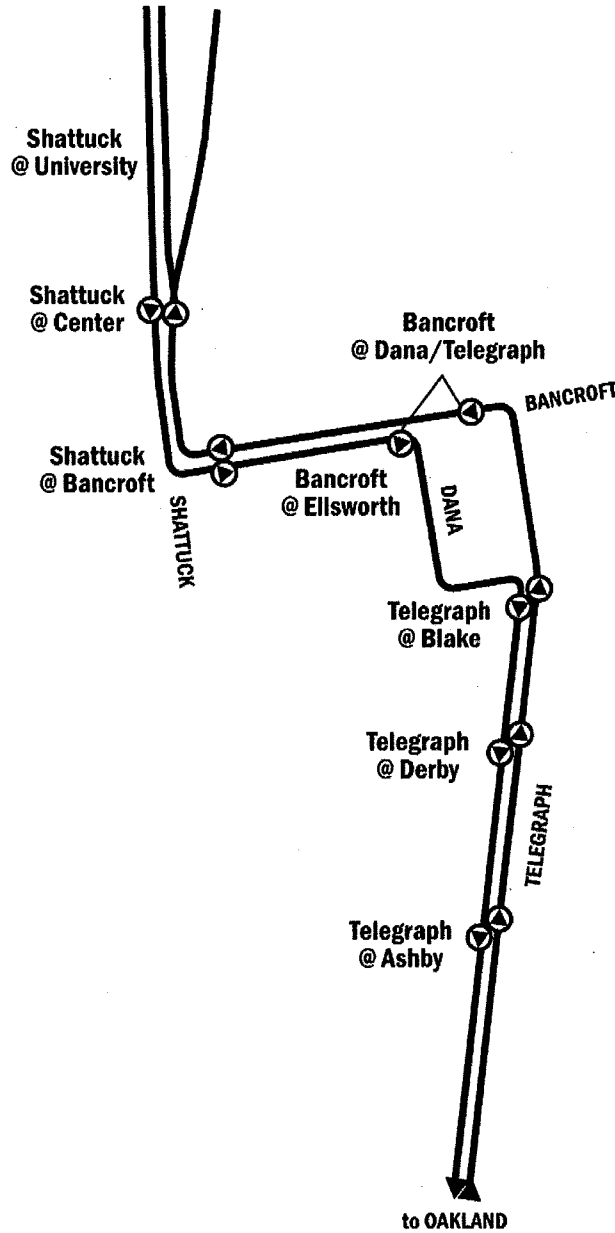 Shattuck
@ University
Shattuck
@ Center
Bancroft
@ Dana/Telegraph
BANCROFT
Shattuck
@ Bancroft
Bancroft
@ Ellsworth
SHATTUCK
DANA
Telegraph
@ Blake
Telegraph
@ Derby
TELEGRAPH
Telegraph
@ Ashby
to OAKLAND